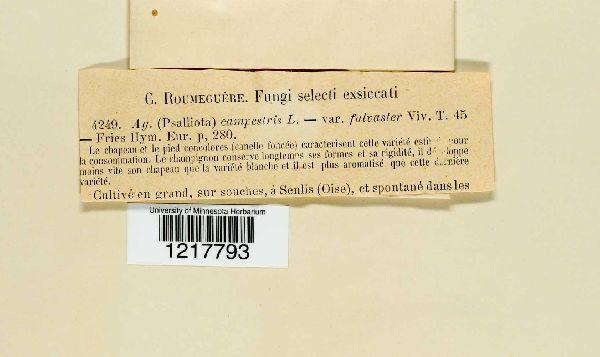 C. ROUMEGUÈRE. Fungi selecti exsiccati
4249. Ag. (Psalliota) campestris L. — var. fulvaster Viv. T. 45
— Fries Hym. Eur. p. 280.
Le chapeau et le pied concolores (canelle foncée) caracterisent cette variété pour
la consommation. Le champignon conserve longtemps ses formes et sa rigidité, il
moins vite son chapeau que la variété blanche et il est plus aromatisé que cette dernière
variété.
Cultivé en grand, sur souches, à Senlis (Oise), et spontané dans les
University of Minnesota Herbarium
1217793